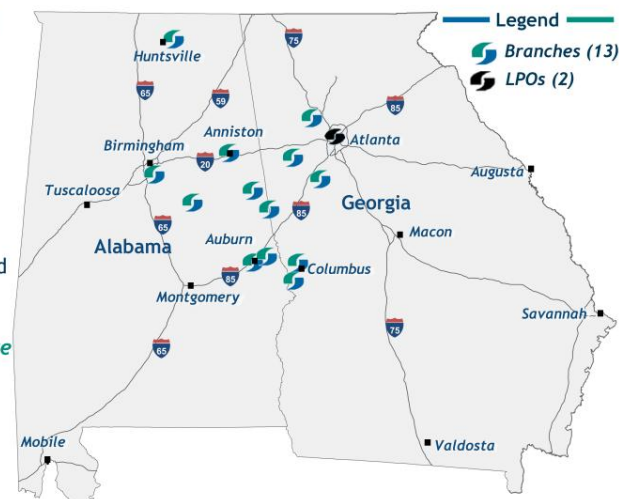 Legend
Branches (13)
LPOs (2)
75
Huntsville
65
59
85
Anniston
Birmingham
20
Atlanta
Augusta
Tuscaloosa
Georgia
85
65
Macon
Alabama
Auburn
d
85
Columbus
Montgomery
Savannah
75
65
e
Mobile
Valdosta